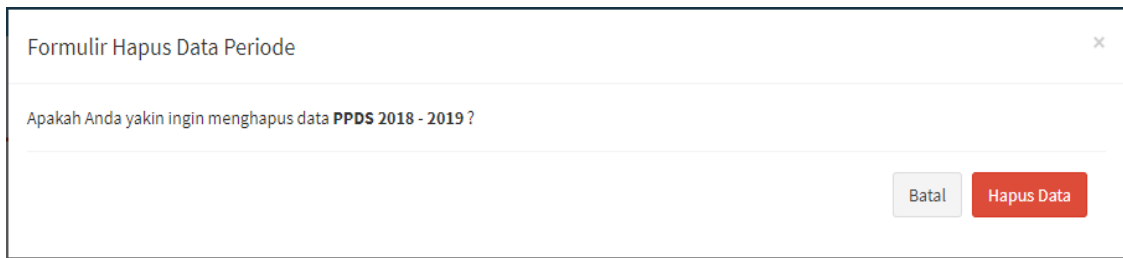 Formulir Hapus Data Periode
×
Apakah Anda yakin ingin menghapus data PPDS 2018 - 2019 ?
Batal
Hapus Data